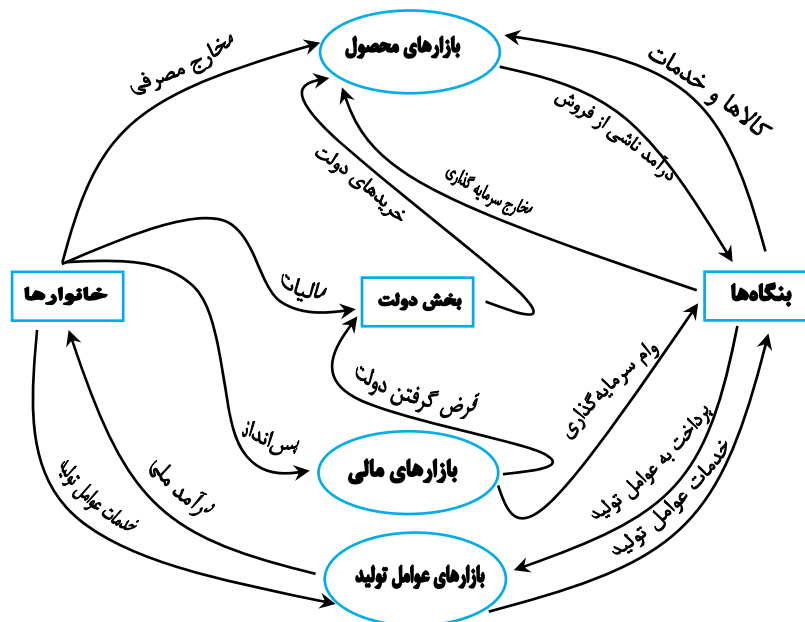 بازارهای محصول
مخارج مصرفی
کالاها و خدمات
درآمد ناشی از فروش
خریدهای دولت
مخارج سرمایه گذاری
خانوارها
مالیات
بخش دولت
بنگاه‌ها
قرض گرفتن دولت
وام سرمایه‌گذاری
پس‌انداز
بازارهای مالی
پرداخت به عوامل تولید
خدمات عوامل تولید
درآمد ملی
خدمات عوامل تولید
بازارهای عوامل تولید